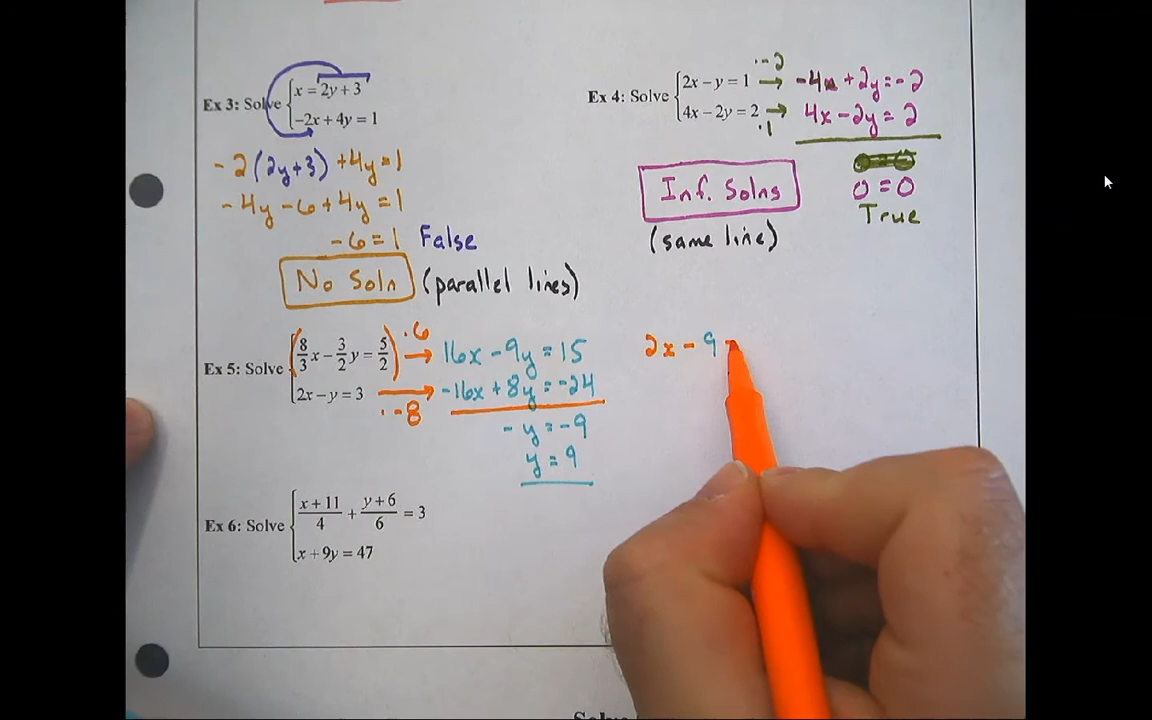 Ex 3: Solve { x = 2y + 3
−2x + 4y = 1
-2(2y+3) +4y=1
-4y -6+4y =1
-6=1 False
No Soln (parallel lines)
Ex 4: Solve { 2x − y = 1 → -4x +2y=-2
·-2
4x − 2y = 2 → 4x -2y= 2
·1
0=0
True
Inf. Solns
(same line)
Ex 5: Solve { (8/3 x − 3/2 y = 5/2) ·6 → 16x -9y=15
2x − y = 3 → -16x +8y=-24
·-8
-y=-9
y=9
2x - 9 =
Ex 6: Solve { x+11/4 + y+6/6 = 3
x + 9y = 47